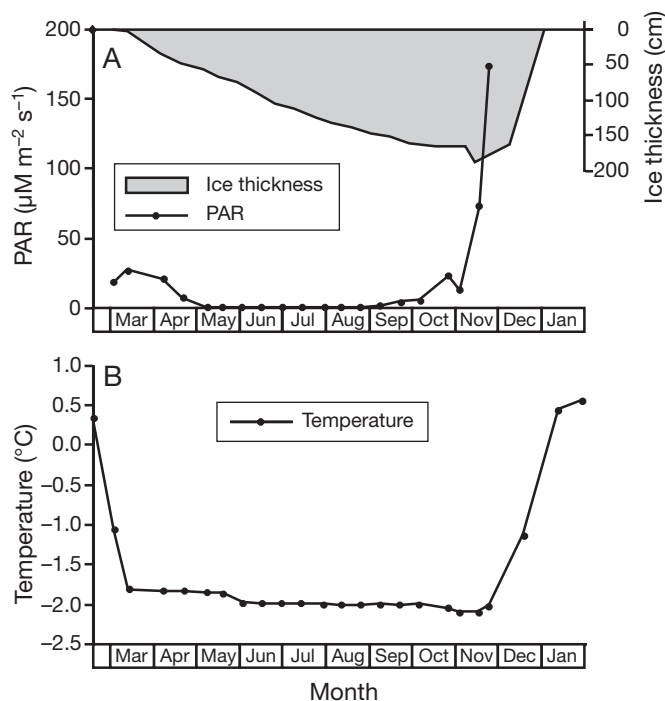 A
PAR (μM m⁻² s⁻¹)
200
150
100
50
0
Ice thickness (cm)
0
50
100
150
200
Ice thickness
PAR
Mar Apr May Jun Jul Aug Sep Oct Nov Dec Jan
B
Temperature (°C)
1.0
0.5
0.0
–0.5
–1.0
–1.5
–2.0
–2.5
Temperature
Mar Apr May Jun Jul Aug Sep Oct Nov Dec Jan
Month